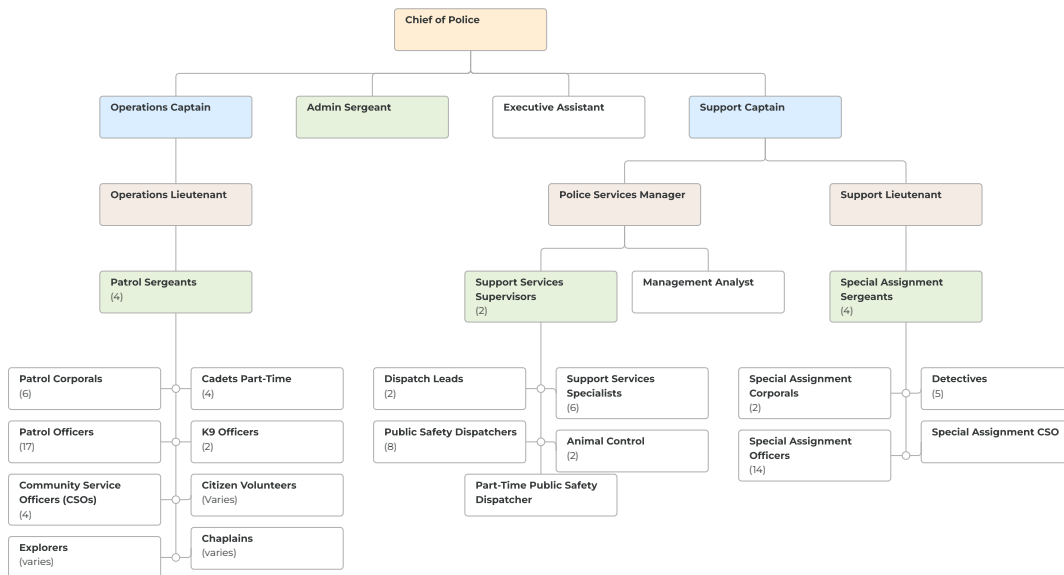 Chief of Police
Operations Captain
Admin Sergeant
Executive Assistant
Support Captain
Operations Lieutenant
Police Services Manager
Support Lieutenant
Patrol Sergeants
(4)
Support Services
Supervisors
(2)
Management Analyst
Special Assignment
Sergeants
(4)
Patrol Corporals
(6)
Cadets Part-Time
(4)
Dispatch Leads
(2)
Support Services
Specialists
(6)
Special Assignment
Corporals
(2)
Detectives
(5)
Patrol Officers
(17)
K9 Officers
(2)
Public Safety Dispatchers
(8)
Animal Control
(2)
Special Assignment
Officers
(14)
Special Assignment CSO
Community Service
Officers (CSOs)
(4)
Citizen Volunteers
(Varies)
Part-Time Public Safety
Dispatcher
Explorers
(varies)
Chaplains
(varies)